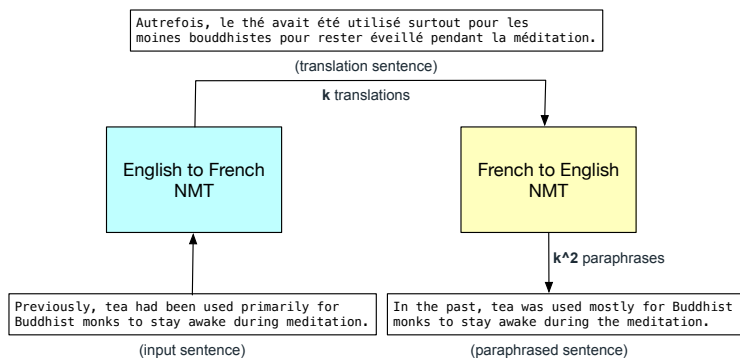 Autrefois, le thé avait été utilisé surtout pour les
moines bouddhistes pour rester éveillé pendant la méditation.
(translation sentence)
k translations
English to French
NMT
French to English
NMT
k^2 paraphrases
Previously, tea had been used primarily for
Buddhist monks to stay awake during meditation.
(input sentence)
In the past, tea was used mostly for Buddhist
monks to stay awake during the meditation.
(paraphrased sentence)